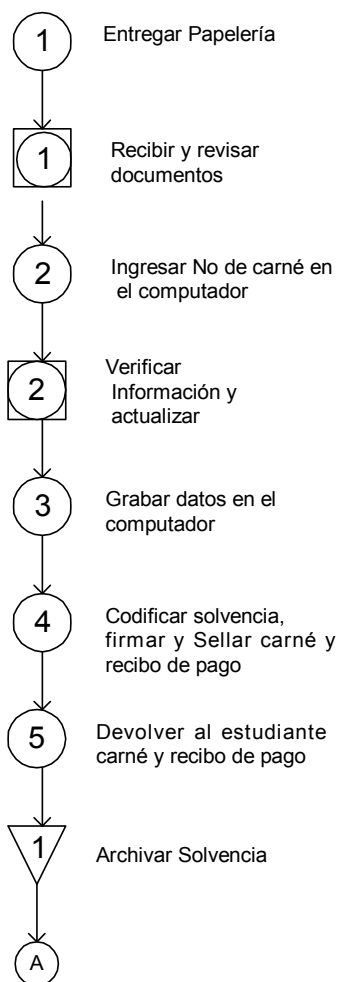 1
Entregar Papelería
1
Recibir y revisar
documentos
2
Ingresar No de carné en
el computador
2
Verificar
Información y
actualizar
3
Grabar datos en el
computador
4
Codificar solvencia,
firmar y Sellar carné y
recibo de pago
5
Devolver al estudiante
carné y recibo de pago
1
Archivar Solvencia
A